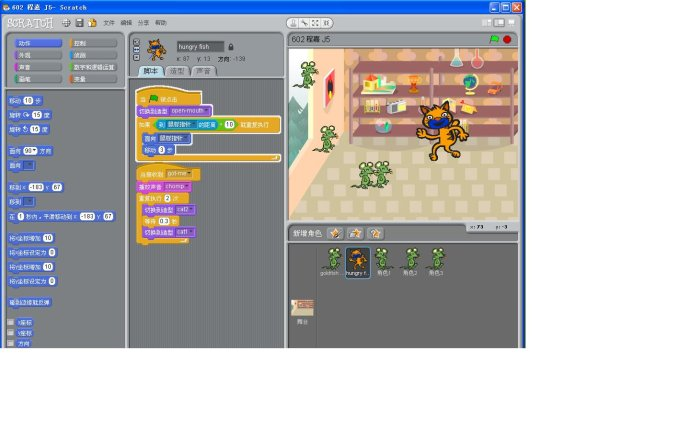 602 程嘉 J5- Scratch
SCRATCH 文件 编辑 分享 帮助
动作 控制
外观 侦测
声音 数字和逻辑运算
画笔 变量
移动 10 步
旋转 15 度
旋转 15 度
面向 90 方向
面向
移到 x: -183 y: 67
移到
在 1 秒内,平滑移动到 x: -183 y: 67
将x坐标增加 10
将x坐标设定为 0
将y坐标增加 10
将y坐标设定为 0
碰到边缘就反弹
x座标
y座标
方向
hungry fish
x: 97 y: 13 方向: -139
脚本 造型 声音
当 被点击
切换到造型 open-mouth
如果 到 鼠标指针 的距离 > 10 就重复执行
面向 鼠标指针
移动 3 步
当接收到 got-me
播放声音 chomp
重复执行 2 次
切换到造型 cat2
等待 0.3 秒
切换到造型 cat1
602 程嘉 J5
x: 73 y: -3
新增角色
goldfish hungry f... 角色1 角色2 角色3
舞台